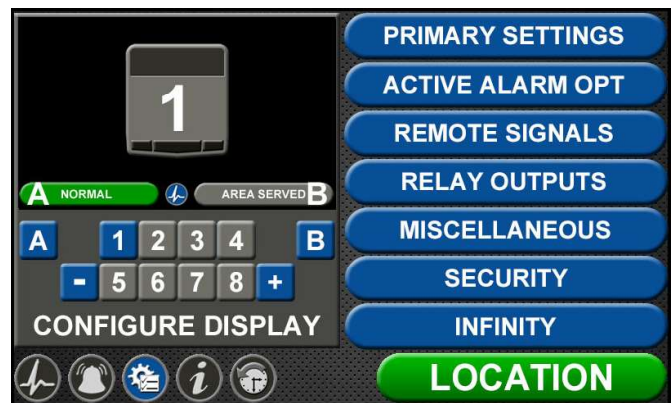 1
A NORMAL
AREA SERVED B
A 1 2 3 4 B
- 5 6 7 8 +
CONFIGURE DISPLAY
PRIMARY SETTINGS
ACTIVE ALARM OPT
REMOTE SIGNALS
RELAY OUTPUTS
MISCELLANEOUS
SECURITY
INFINITY
i
LOCATION